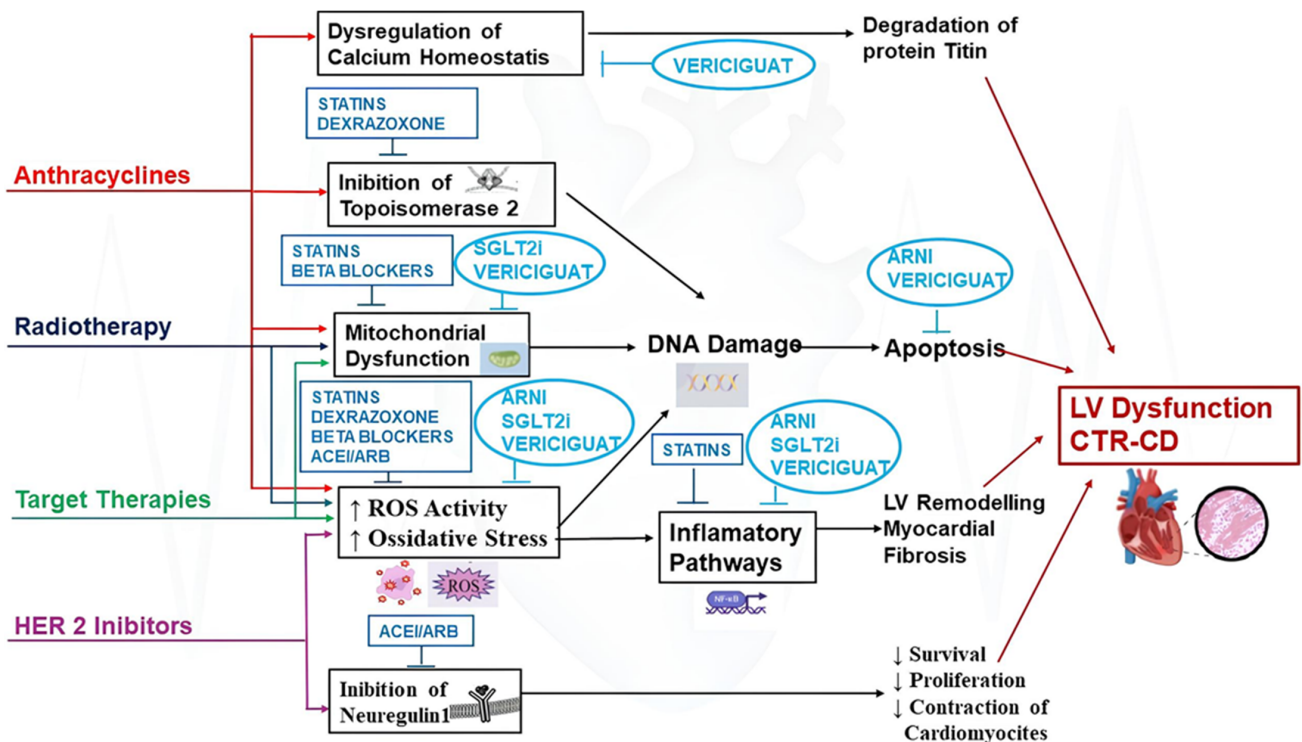 Dysregulation of
Calcium Homeostatis
Degradation of
protein Titin
VERICIGUAT
STATINS
DEXRAZOXONE
Anthracyclines
Inibition of
Topoisomerase 2
STATINS
BETA BLOCKERS
SGLT2i
VERICIGUAT
ARNI
VERICIGUAT
Radiotherapy
Mitochondrial
Dysfunction
DNA Damage
Apoptosis
STATINS
DEXRAZOXONE
BETA BLOCKERS
ACEI/ARB
ARNI
SGLT2i
VERICIGUAT
STATINS
ARNI
SGLT2i
VERICIGUAT
LV Dysfunction
CTR-CD
Target Therapies
↑ ROS Activity
↑ Ossidative Stress
Inflamatory
Pathways
LV Remodelling
Myocardial
Fibrosis
ROS
NF-κB
HER 2 Inibitors
ACEI/ARB
Inibition of
Neuregulin1
↓ Survival
↓ Proliferation
↓ Contraction of
Cardiomyocites